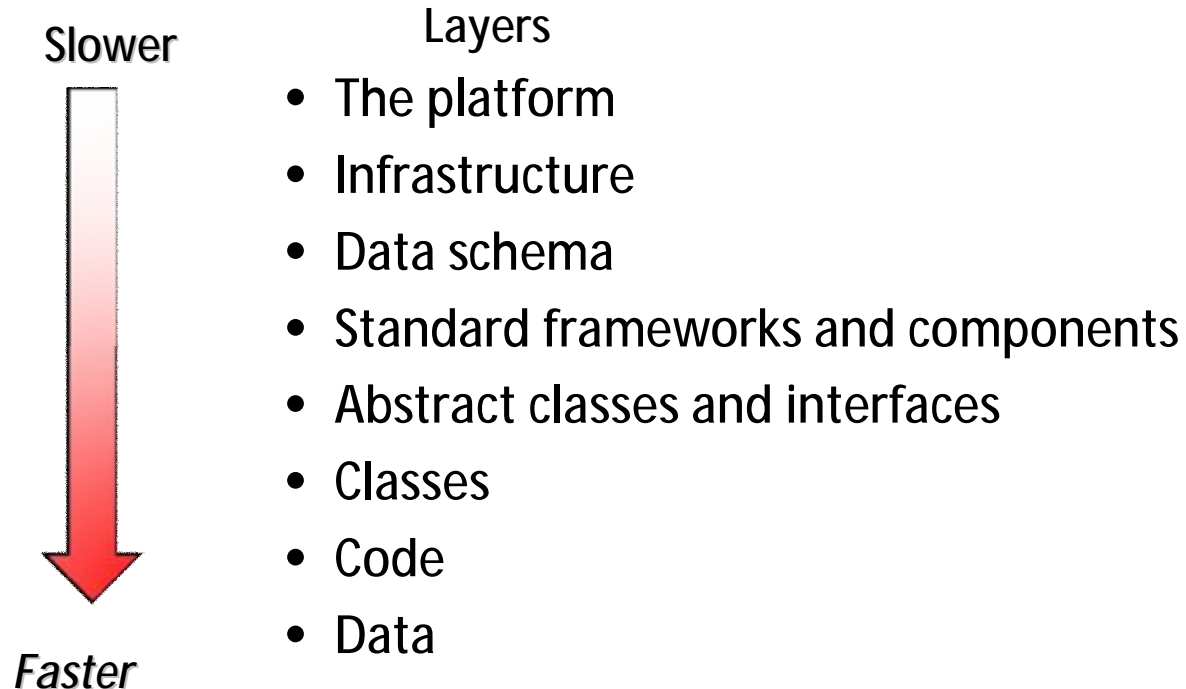 Slower
Layers
• The platform
• Infrastructure
• Data schema
• Standard frameworks and components
• Abstract classes and interfaces
• Classes
• Code
• Data
Faster